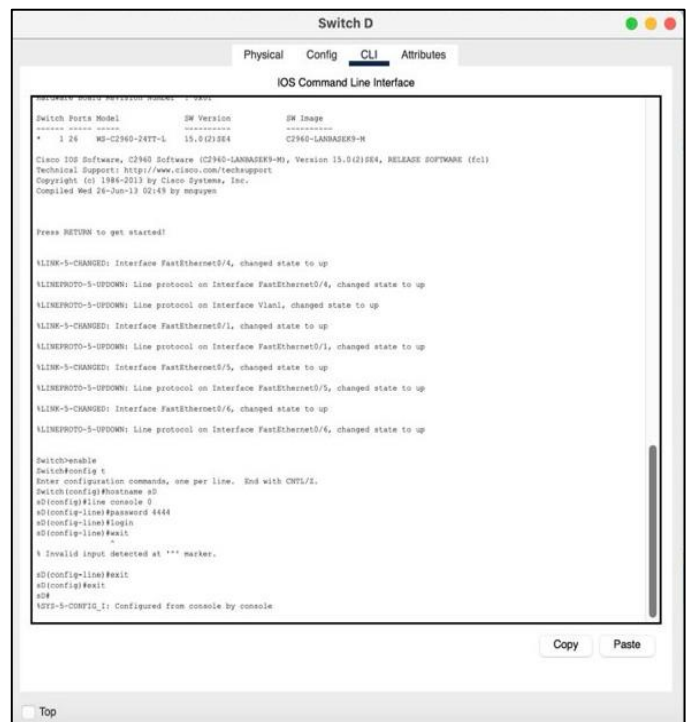 Switch D
Physical Config CLI Attributes
IOS Command Line Interface
Hardware Board Revision Number : 0x01
Switch Ports Model SW Version SW Image
------ ----- ----- ---------- ----------
* 1 26 WS-C2960-24TT-L 15.0(2)SE4 C2960-LANBASEK9-M
Cisco IOS Software, C2960 Software (C2960-LANBASEK9-M), Version 15.0(2)SE4, RELEASE SOFTWARE (fc1)
Technical Support: http://www.cisco.com/techsupport
Copyright (c) 1986-2013 by Cisco Systems, Inc.
Compiled Wed 26-Jun-13 02:49 by mnguyen
Press RETURN to get started!
%LINK-5-CHANGED: Interface FastEthernet0/4, changed state to up
%LINEPROTO-5-UPDOWN: Line protocol on Interface FastEthernet0/4, changed state to up
%LINEPROTO-5-UPDOWN: Line protocol on Interface Vlan1, changed state to up
%LINK-5-CHANGED: Interface FastEthernet0/1, changed state to up
%LINEPROTO-5-UPDOWN: Line protocol on Interface FastEthernet0/1, changed state to up
%LINK-5-CHANGED: Interface FastEthernet0/5, changed state to up
%LINEPROTO-5-UPDOWN: Line protocol on Interface FastEthernet0/5, changed state to up
%LINK-5-CHANGED: Interface FastEthernet0/6, changed state to up
%LINEPROTO-5-UPDOWN: Line protocol on Interface FastEthernet0/6, changed state to up
Switch>enable
Switch#config t
Enter configuration commands, one per line. End with CNTL/Z.
Switch(config)#hostname sD
sD(config)#line console 0
sD(config-line)#password 4444
sD(config-line)#login
sD(config-line)#wait
^
% Invalid input detected at '^' marker.
sD(config-line)#exit
sD(config)#exit
sD#
%SYS-5-CONFIG_I: Configured from console by console
Copy Paste
Top